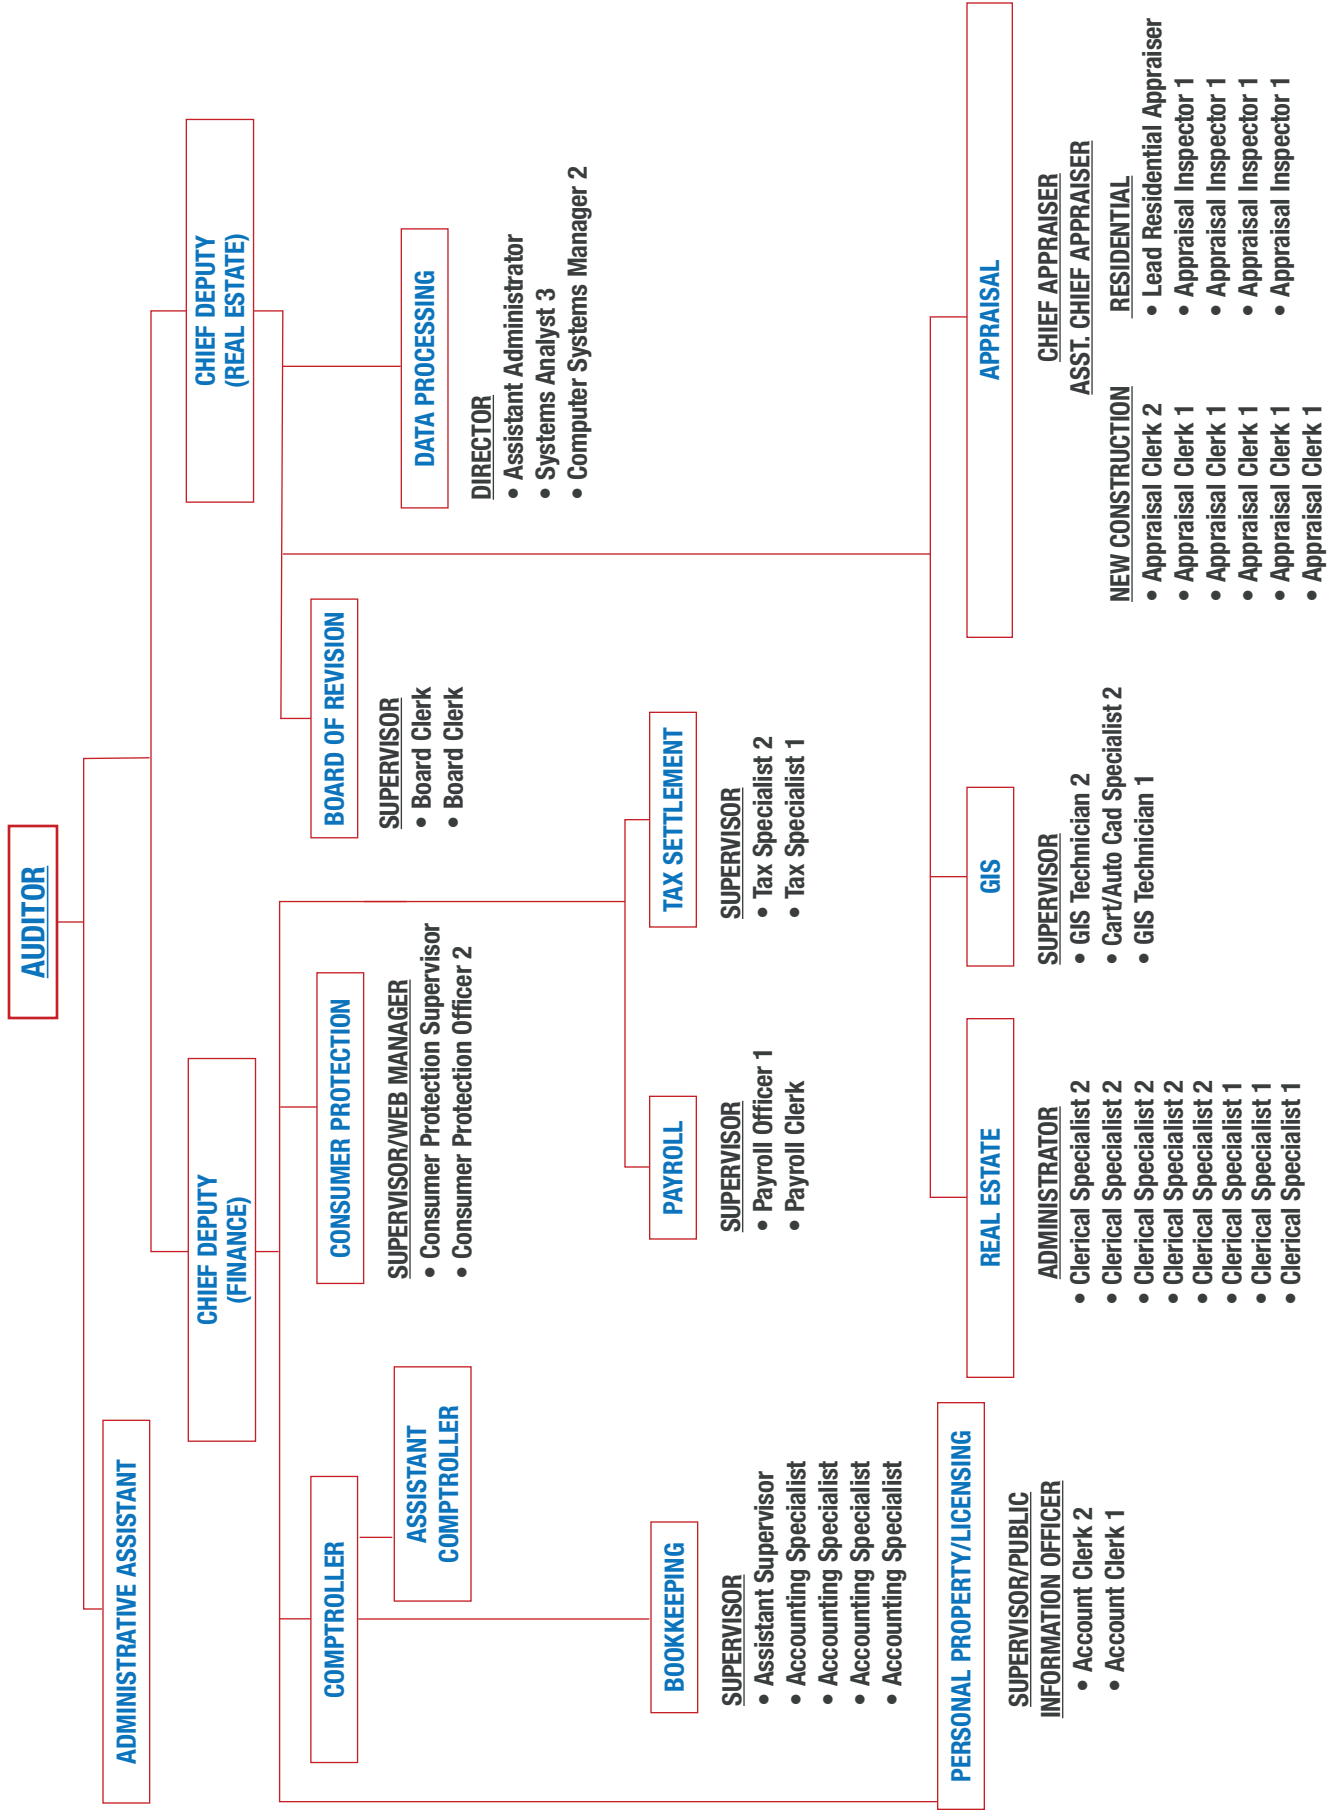 AUDITOR
ADMINISTRATIVE ASSISTANT
CHIEF DEPUTY
(FINANCE)
CHIEF DEPUTY
(REAL ESTATE)
COMPTROLLER
ASSISTANT
COMPTROLLER
CONSUMER PROTECTION
SUPERVISOR/WEB MANAGER
• Consumer Protection Supervisor
• Consumer Protection Officer 2
BOARD OF REVISION
SUPERVISOR
• Board Clerk
• Board Clerk
DATA PROCESSING
DIRECTOR
• Assistant Administrator
• Systems Analyst 3
• Computer Systems Manager 2
BOOKKEEPING
SUPERVISOR
• Assistant Supervisor
• Accounting Specialist
• Accounting Specialist
• Accounting Specialist
• Accounting Specialist
PAYROLL
SUPERVISOR
• Payroll Officer 1
• Payroll Clerk
TAX SETTLEMENT
SUPERVISOR
• Tax Specialist 2
• Tax Specialist 1
PERSONAL PROPERTY/LICENSING
SUPERVISOR/PUBLIC
INFORMATION OFFICER
• Account Clerk 2
• Account Clerk 1
REAL ESTATE
ADMINISTRATOR
• Clerical Specialist 2
• Clerical Specialist 2
• Clerical Specialist 2
• Clerical Specialist 2
• Clerical Specialist 2
• Clerical Specialist 1
• Clerical Specialist 1
• Clerical Specialist 1
GIS
SUPERVISOR
• GIS Technician 2
• Cart/Auto Cad Specialist 2
• GIS Technician 1
APPRAISAL
CHIEF APPRAISER
ASST. CHIEF APPRAISER
NEW CONSTRUCTION
• Appraisal Clerk 2
• Appraisal Clerk 1
• Appraisal Clerk 1
• Appraisal Clerk 1
• Appraisal Clerk 1
• Appraisal Clerk 1
RESIDENTIAL
• Lead Residential Appraiser
• Appraisal Inspector 1
• Appraisal Inspector 1
• Appraisal Inspector 1
• Appraisal Inspector 1